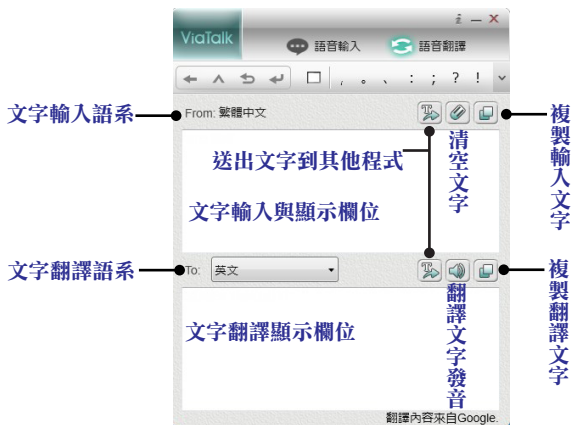 ViaTalk
語音輸入
語音翻譯
, 。 、 : ; ? !
文字輸入語系
From: 繁體中文
複製輸入文字
清空文字
送出文字到其他程式
文字輸入與顯示欄位
文字翻譯語系
To: 英文
複製翻譯文字
翻譯文字發音
文字翻譯顯示欄位
翻譯內容來自Google.